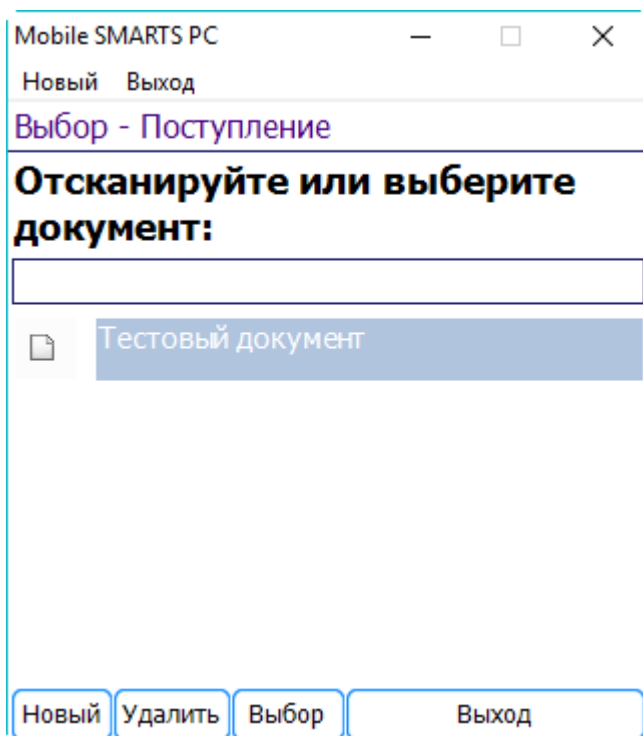 Mobile SMARTS PC
Новый Выход
Выбор - Поступление
Отсканируйте или выберите
документ:
Тестовый документ
Новый Удалить Выбор Выход